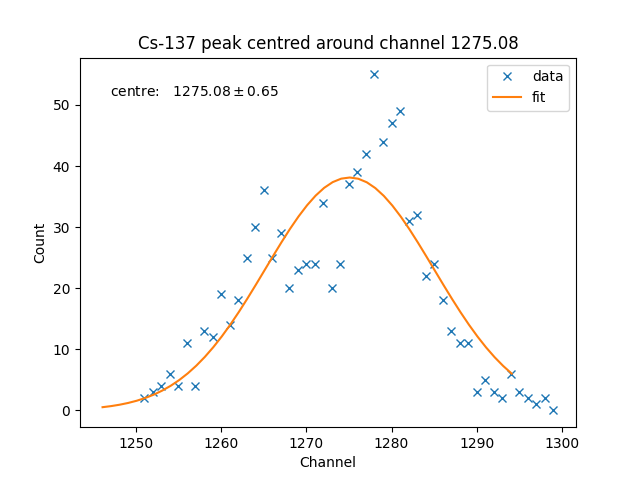 Cs-137 peak centred around channel 1275.08
centre: 1275.08±0.65
data
fit
50
40
30
20
10
0
Count
1250 1260 1270 1280 1290 1300
Channel